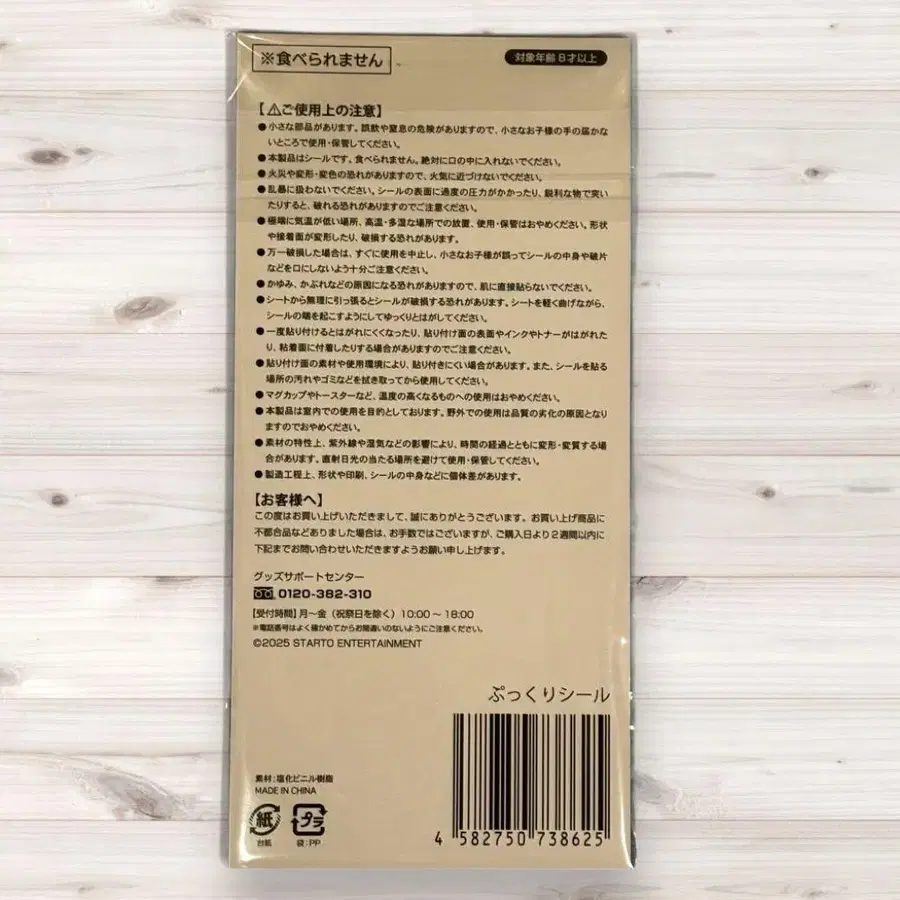 ※食べられません
対象年齢8才以上
【⚠ご使用上の注意】
●小さな部品があります。誤飲や窒息の危険がありますので、小さなお子様の手の届かな
いところで使用・保管してください。
●本製品はシールです。食べられません。絶対に口の中に入れないでください。
●火災や変形・変色の恐れがありますので、火気に近づけないでください。
●乱暴に扱わないでください。シールの表面に過度の圧力がかかったり、鋭利な物で突い
たりすると、破れる恐れがありますのでご注意ください。
●極端に気温が低い場所、高温・多湿な場所での放置、使用・保管はおやめください。形状
や接着面が変形したり、破損する恐れがあります。
●万一破損した場合は、すぐに使用を中止し、小さなお子様が誤ってシールの中身や破片
などを口にしないよう十分ご注意ください。
●かゆみ、かぶれなどの原因になる恐れがありますので、肌に直接貼らないでください。
●シートから無理に引っ張るとシールが破損する恐れがあります。シートを軽く曲げながら、
シールの端を起こすようにしてゆっくりとはがしてください。
●一度貼り付けるとはがれにくくなったり、貼り付け面の表面やインクやトナーがはがれた
り、粘着面に付着したりする場合がありますのでご注意ください。
●貼り付け面の素材や使用環境により、貼り付きにくい場合があります。また、シールを貼る
場所の汚れやゴミなどを拭き取ってから使用してください。
●マグカップやトースターなど、温度の高くなるものへの使用はおやめください。
●本製品は室内での使用を目的としております。野外での使用は品質の劣化の原因となり
ますのでおやめください。
●素材の特性上、紫外線や湿気などの影響により、時間の経過とともに変形・変質する場
合があります。直射日光の当たる場所を避けて使用・保管してください。
●製造工程上、形状や印刷、シールの中身などに個体差があります。
【お客様へ】
この度はお買い上げいただきまして、誠にありがとうございます。お買い上げ商品に
不都合品などありました場合は、お手数ではございますが、ご購入日より2週間以内に
下記までお問い合わせいただきますようお願い申し上げます。
グッズサポートセンター
0120-382-310
【受付時間】月〜金（祝祭日を除く）10:00〜18:00
※電話番号はよく確かめてからお間違いのないようにご注意ください。
©2025 STARTO ENTERTAINMENT
ぷっくりシール
素材：塩化ビニル樹脂
MADE IN CHINA
紙
プラ
台紙
袋：PP
4 582750 738625